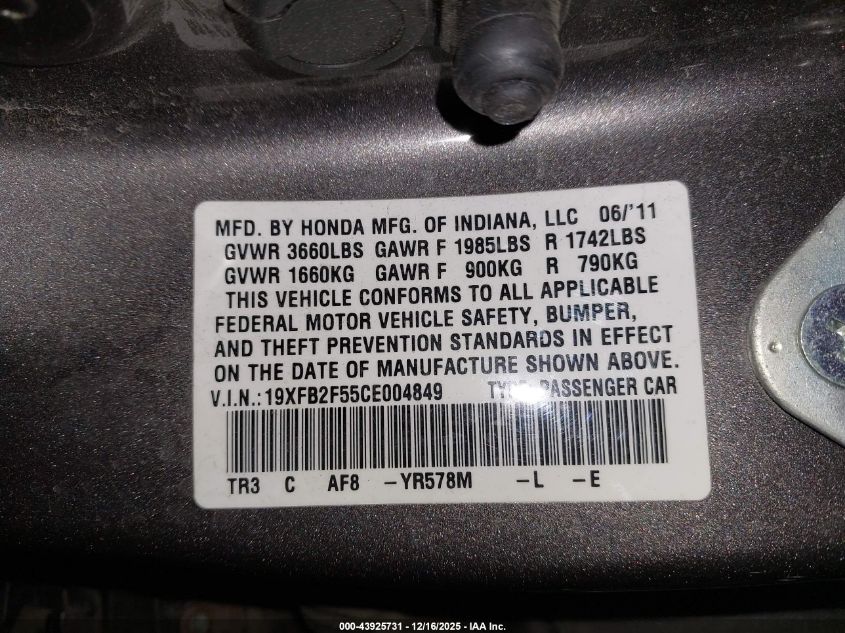 MFD. BY HONDA MFG. OF INDIANA, LLC 06/'11
GVWR 3660LBS GAWR F 1985LBS R 1742LBS
GVWR 1660KG GAWR F 900KG R 790KG
THIS VEHICLE CONFORMS TO ALL APPLICABLE
FEDERAL MOTOR VEHICLE SAFETY, BUMPER,
AND THEFT PREVENTION STANDARDS IN EFFECT
ON THE DATE OF MANUFACTURE SHOWN ABOVE.
V.I.N.:19XFB2F55CE004849 TYPE:PASSENGER CAR
TR3 C AF8 -YR578M -L -E
000-43925731 - 12/16/2025 - IAA Inc.